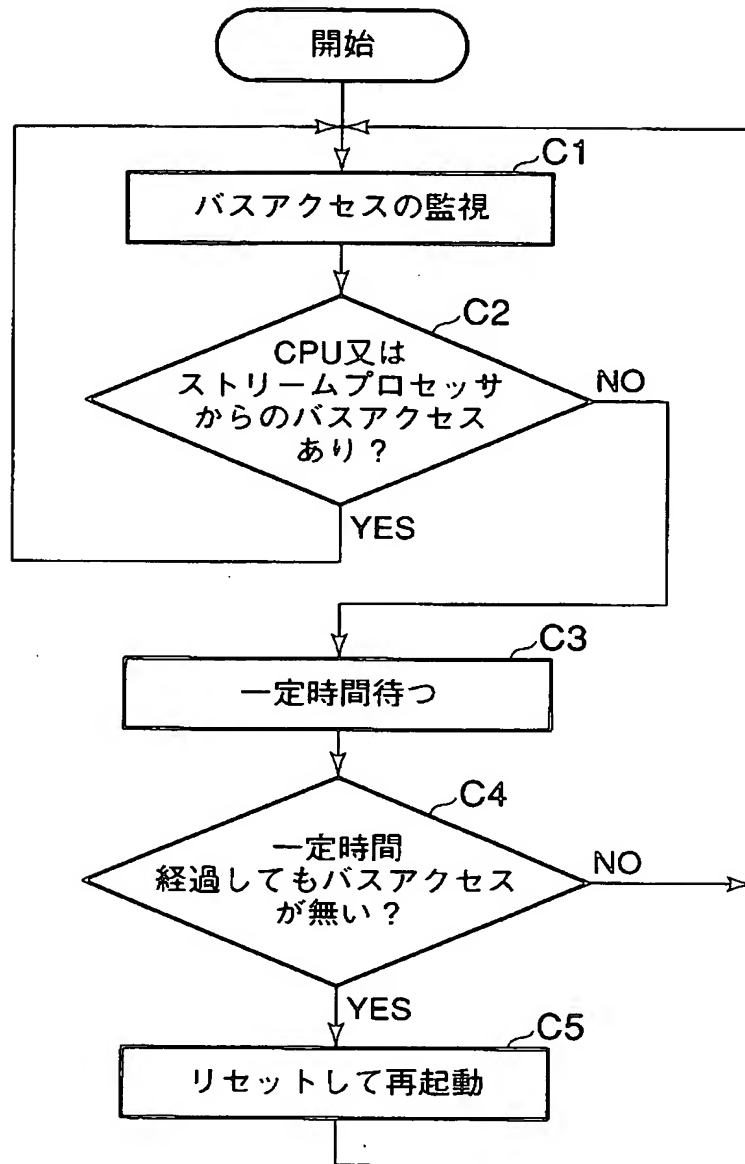 開始
C1
バスアクセスの監視
C2
CPU又は
ストリームプロセッサ
からのバスアクセス
あり？
NO
YES
C3
一定時間待つ
C4
一定時間
経過してもバスアクセス
が無い？
NO
YES
C5
リセットして再起動